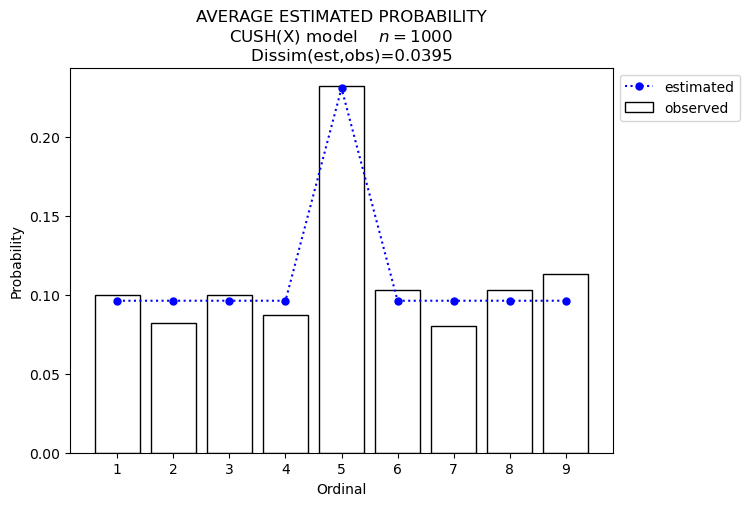 AVERAGE ESTIMATED PROBABILITY
CUSH(X) model n = 1000
Dissim(est,obs)=0.0395
estimated
observed
Probability
0.20
0.15
0.10
0.05
0.00
1 2 3 4 5 6 7 8 9
Ordinal